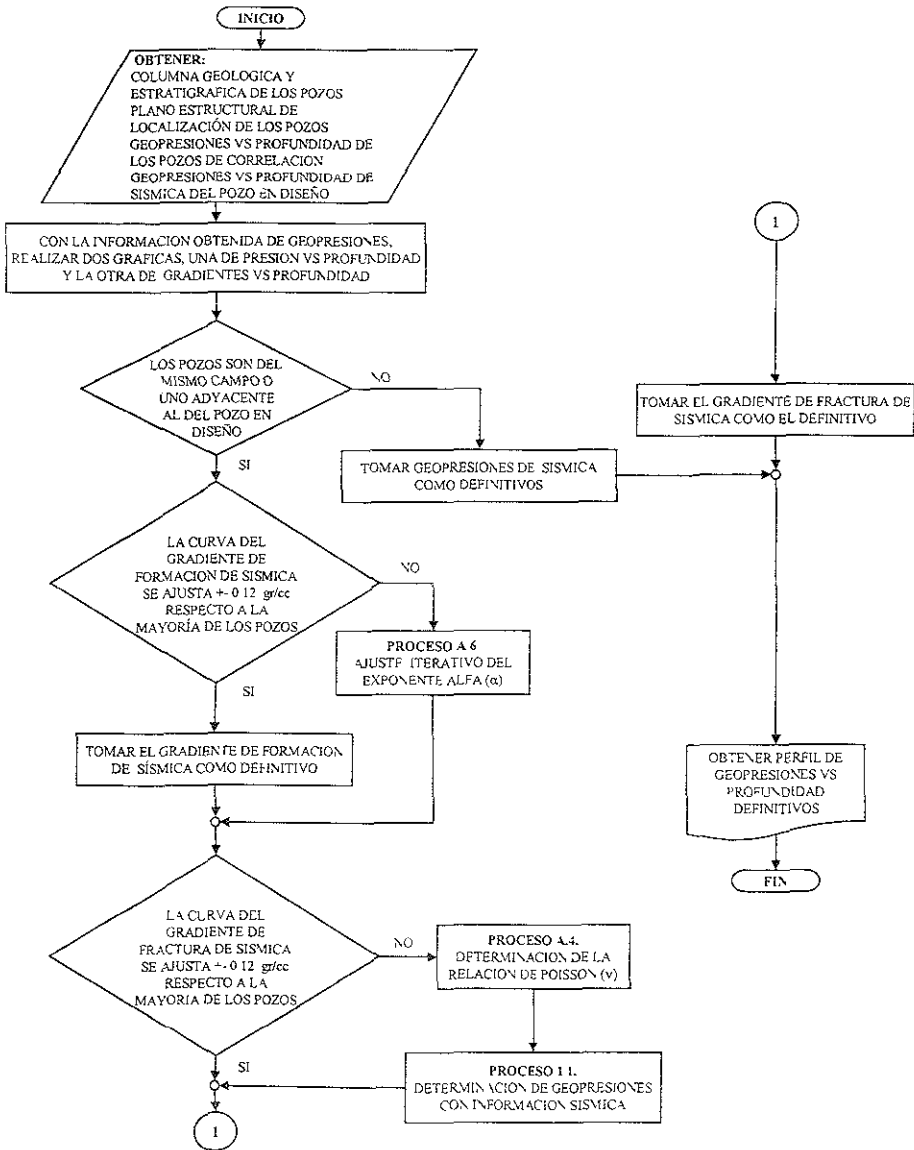 INICIO
OBTENER:
COLUMNA GEOLOGICA Y
ESTRATIGRAFICA DE LOS POZOS
PLANO ESTRUCTURAL DE
LOCALIZACIÓN DE LOS POZOS
GEOPRESIONES VS PROFUNDIDAD DE
LOS POZOS DE CORRELACION
GEOPRESIONES VS PROFUNDIDAD DE
SISMICA DEL POZO EN DISEÑO
CON LA INFORMACION OBTENIDA DE GEOPRESIONES,
REALIZAR DOS GRAFICAS, UNA DE PRESION VS PROFUNDIDAD
Y LA OTRA DE GRADIENTES VS PROFUNDIDAD
LOS POZOS SON DEL
MISMO CAMPO O
UNO ADYACENTE
AL DEL POZO EN
DISEÑO
NO
SI
TOMAR GEOPRESIONES DE SISMICA
COMO DEFINITIVOS
LA CURVA DEL
GRADIENTE DE
FORMACION DE SISMICA
SE AJUSTA +- 0 12 gr/cc
RESPECTO A LA
MAYORÍA DE LOS POZOS
NO
SI
PROCESO A 6
AJUSTE ITERATIVO DEL
EXPONENTE ALFA (α)
TOMAR EL GRADIENTE DE FORMACION
DE SÍSMICA COMO DEFINITIVO
LA CURVA DEL
GRADIENTE DE
FRACTURA DE SISMICA
SE AJUSTA +- 0 12 gr/cc
RESPECTO A LA
MAYORIA DE LOS POZOS
NO
SI
PROCESO A.4.
DETERMINACION DE LA
RELACION DE POISSON (ν)
PROCESO 1 1.
DETERMINACION DE GEOPRESIONES
CON INFORMACION SISMICA
1
1
TOMAR EL GRADIENTE DE FRACTURA DE
SISMICA COMO EL DEFINITIVO
OBTENER PERFIL DE
GEOPRESIONES VS
PROFUNDIDAD
DEFINITIVOS
FIN